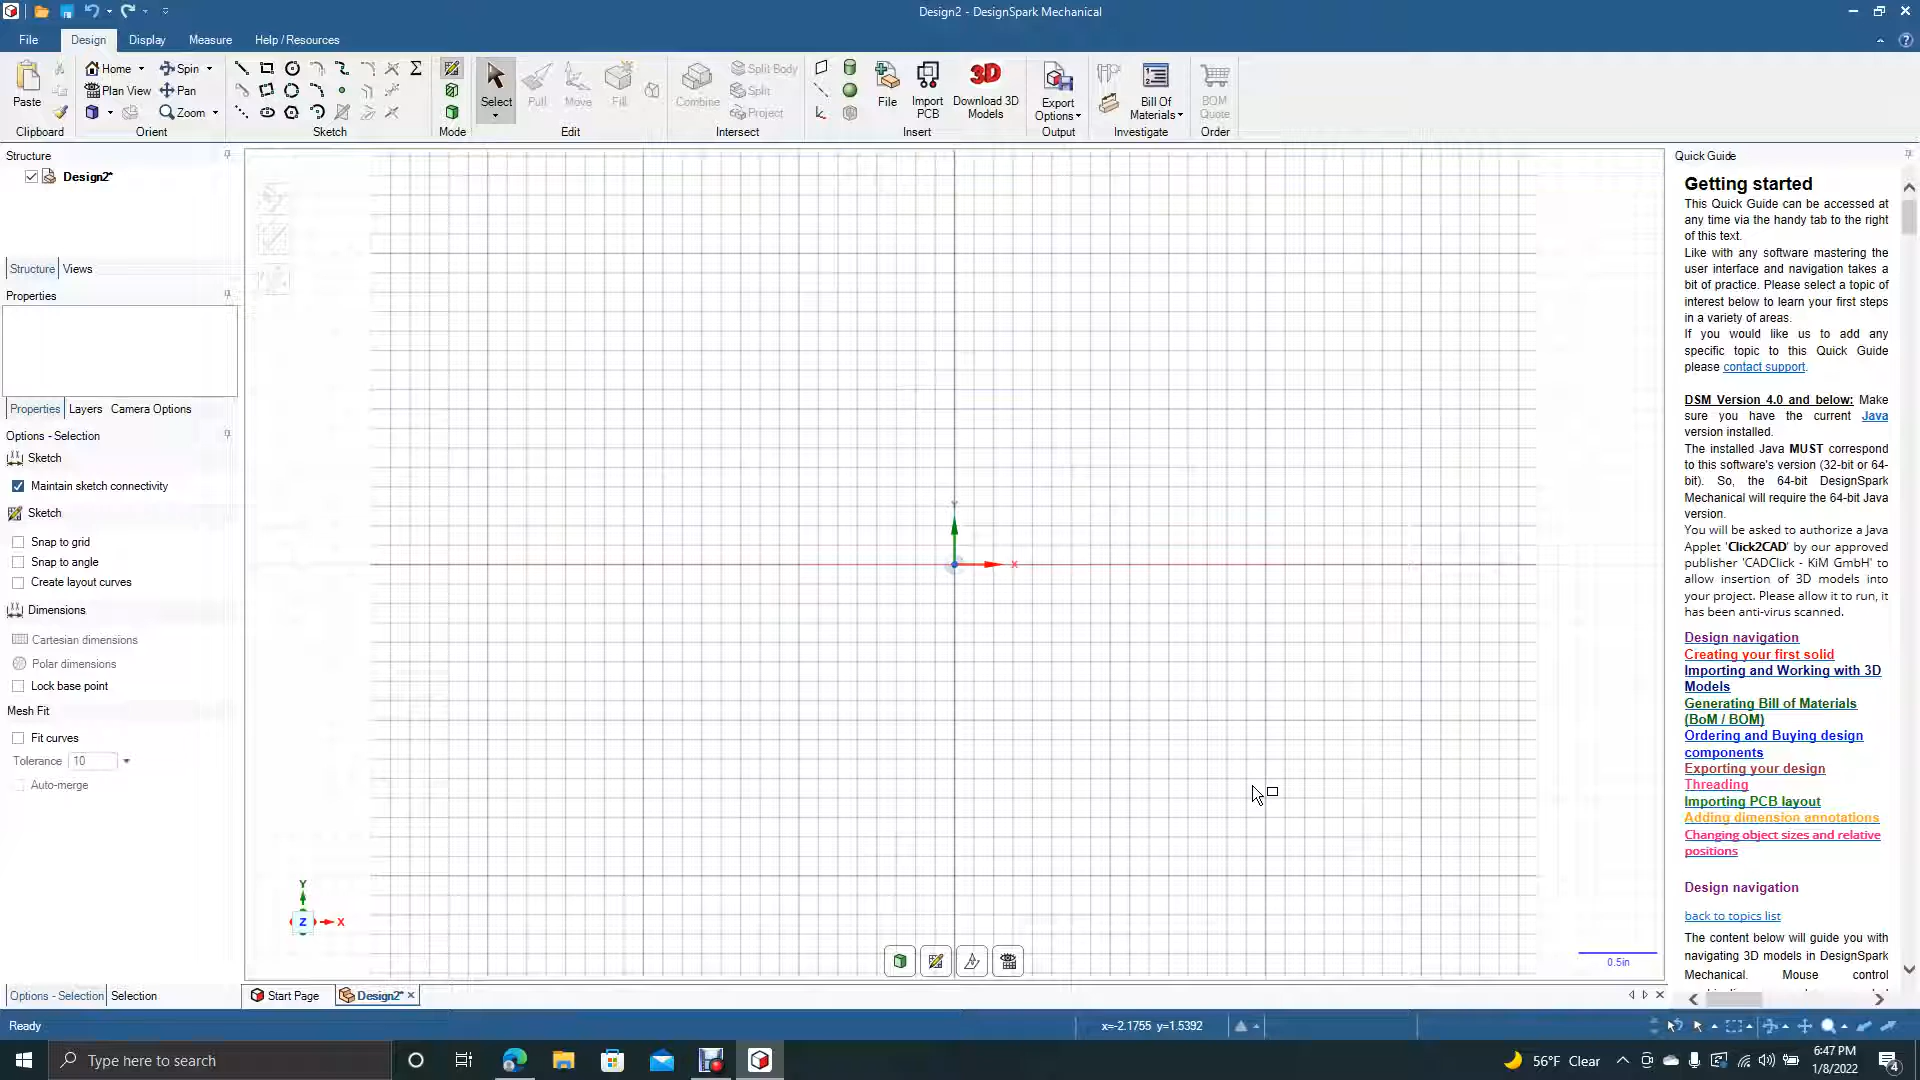 Design2 - DesignSpark Mechanical
File Design Display Measure Help / Resources
Paste
Clipboard
Home Spin
Plan View Pan
Zoom
Orient
Sketch
Mode
Select Pull Move Fill
Edit
Combine Split Body
Split
Project
Intersect
File Import PCB Download 3D Models
Insert
Export Options
Output
Bill Of Materials
Investigate
BOM Quote
Order
Structure
Design2*
Structure Views
Properties
Properties Layers Camera Options
Options - Selection
Sketch
Maintain sketch connectivity
Sketch
Snap to grid
Snap to angle
Create layout curves
Dimensions
Cartesian dimensions
Polar dimensions
Lock base point
Mesh Fit
Fit curves
Tolerance 10
Auto-merge
Options - Selection Selection
Y
X
Y
Z X
0.5in
Start Page Design2*
Quick Guide
Getting started
This Quick Guide can be accessed at
any time via the handy tab to the right
of this text.
Like with any software mastering the
user interface and navigation takes a
bit of practice. Please select a topic of
interest below to learn your first steps
in a variety of areas.
If you would like us to add any
specific topic to this Quick Guide
please contact support.
DSM Version 4.0 and below: Make
sure you have the current Java
version installed.
The installed Java MUST correspond
to this software's version (32-bit or 64-
bit). So, the 64-bit DesignSpark
Mechanical will require the 64-bit Java
version.
You will be asked to authorize a Java
Applet 'Click2CAD' by our approved
publisher 'CADClick - KiM GmbH' to
allow insertion of 3D models into
your project. Please allow it to run, it
has been anti-virus scanned.
Design navigation
Creating your first solid
Importing and Working with 3D
Models
Generating Bill of Materials
(BoM / BOM)
Ordering and Buying design
components
Exporting your design
Threading
Importing PCB layout
Adding dimension annotations
Changing object sizes and relative
positions
Design navigation
back to topics list
The content below will guide you with
navigating 3D models in DesignSpark
Mechanical. Mouse control
Ready
x=-2.1755 y=1.5392
Type here to search
56°F Clear
6:47 PM
1/8/2022
4